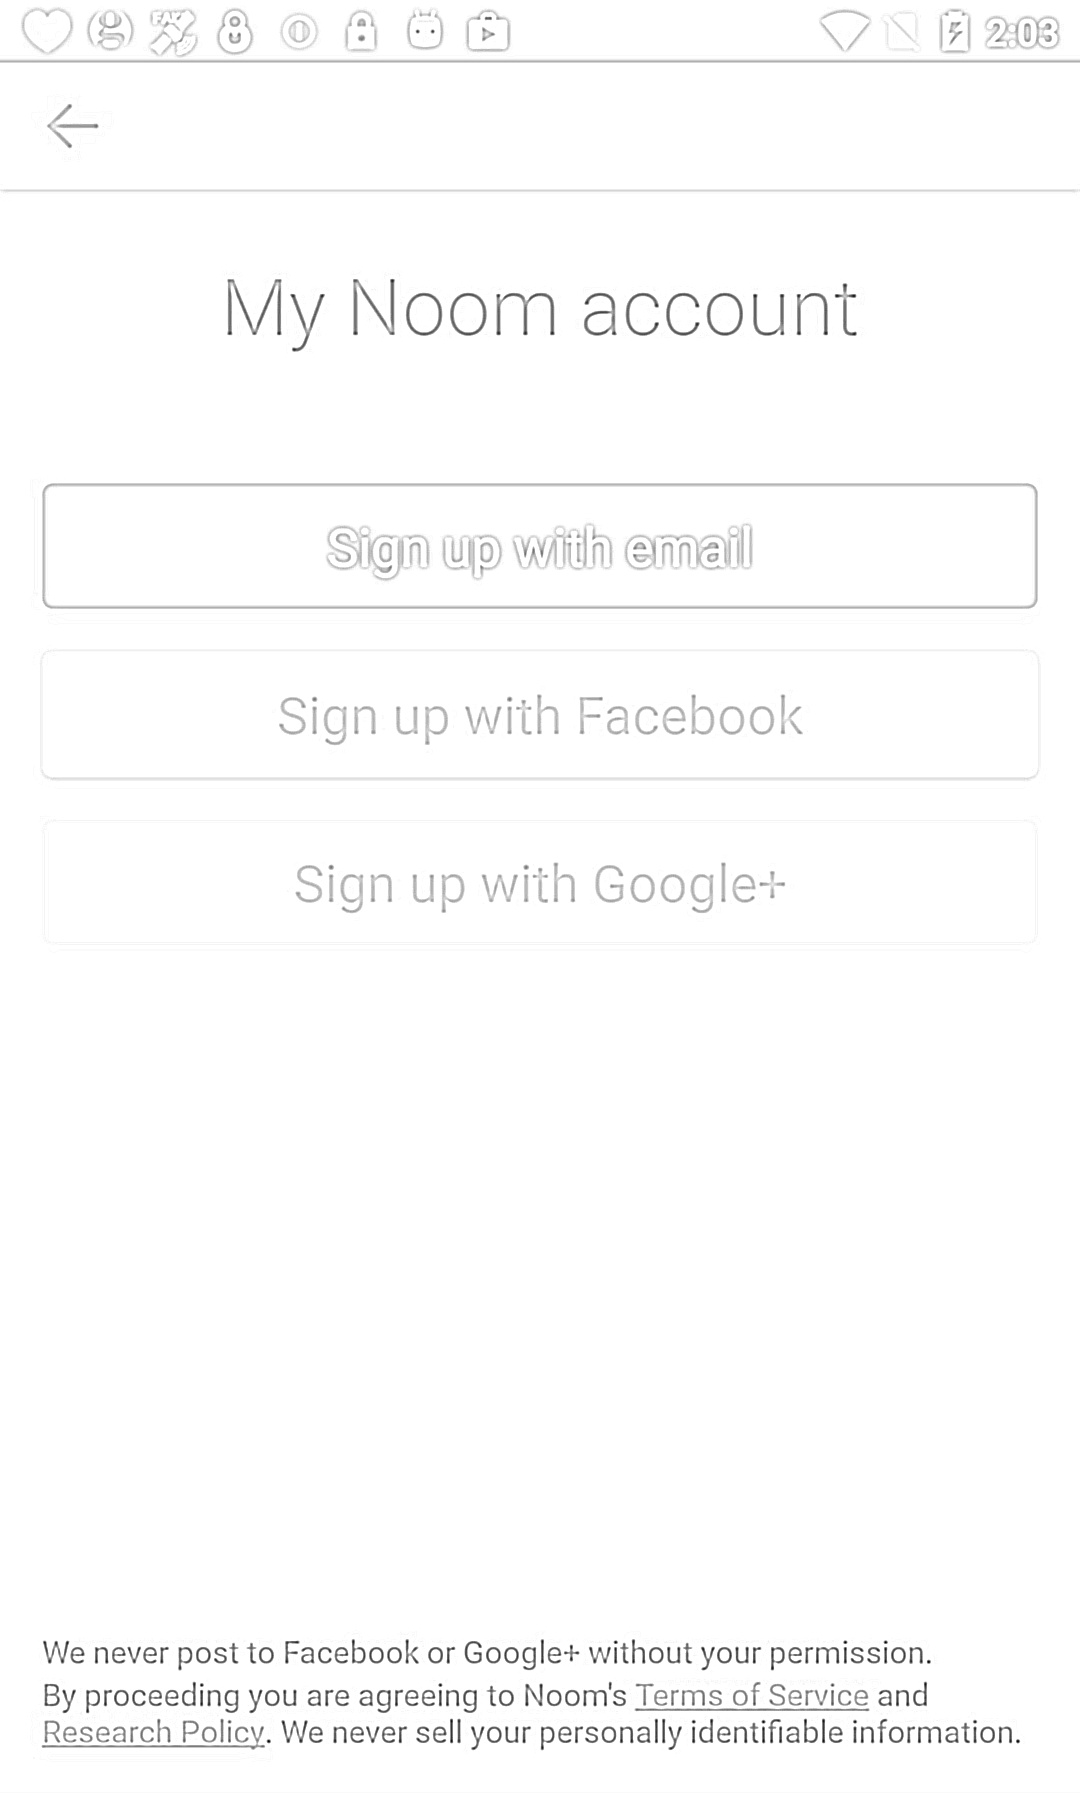 2:03
My Noom account
Sign up with email
Sign up with Facebook
Sign up with Google+
We never post to Facebook or Google+ without your permission.
By proceeding you are agreeing to Noom's Terms of Service and
Research Policy. We never sell your personally identifiable information.